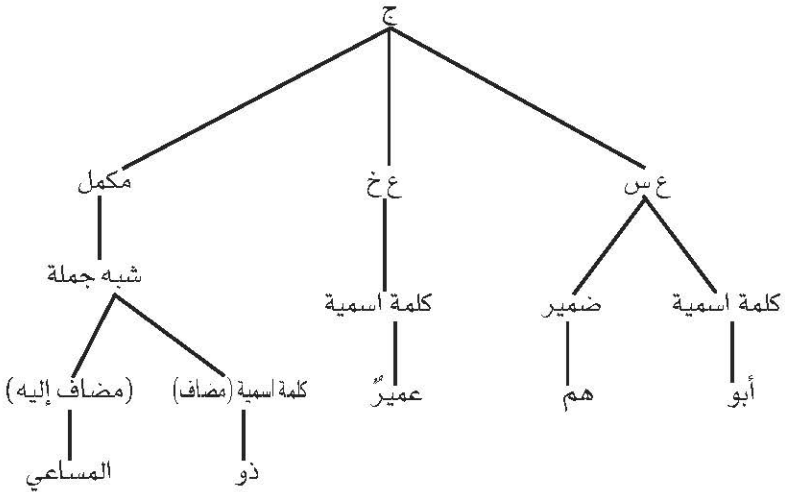 ج
ع س ع خ مكمل
شبه جملة
كلمة اسمية ضمير كلمة اسمية
كلمة اسمية (مضاف) (مضاف إليه)
أبو هم عميرٌ
ذو المساعي